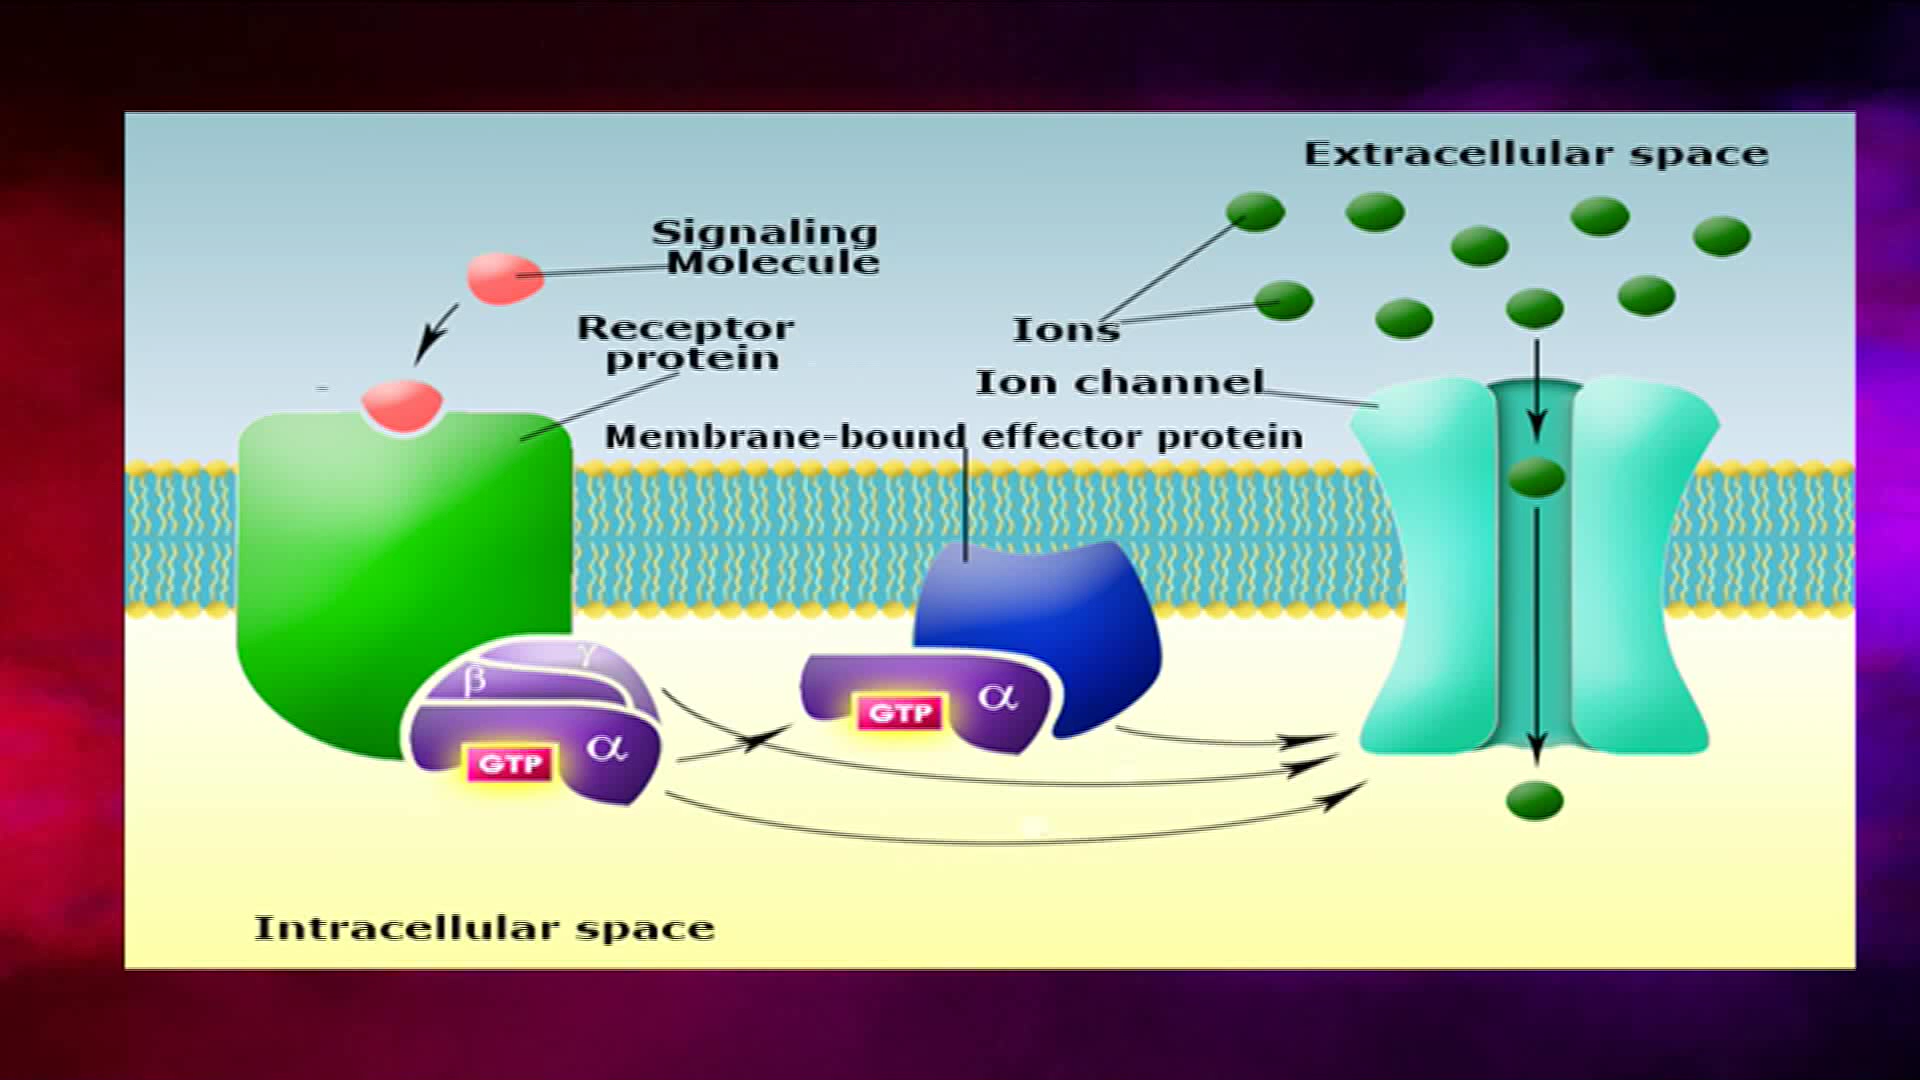 Extracellular space
Signaling
Molecule
Receptor
protein
Ions
Ion channel
Membrane-bound effector protein
γ
β
α
GTP
α
GTP
Intracellular space